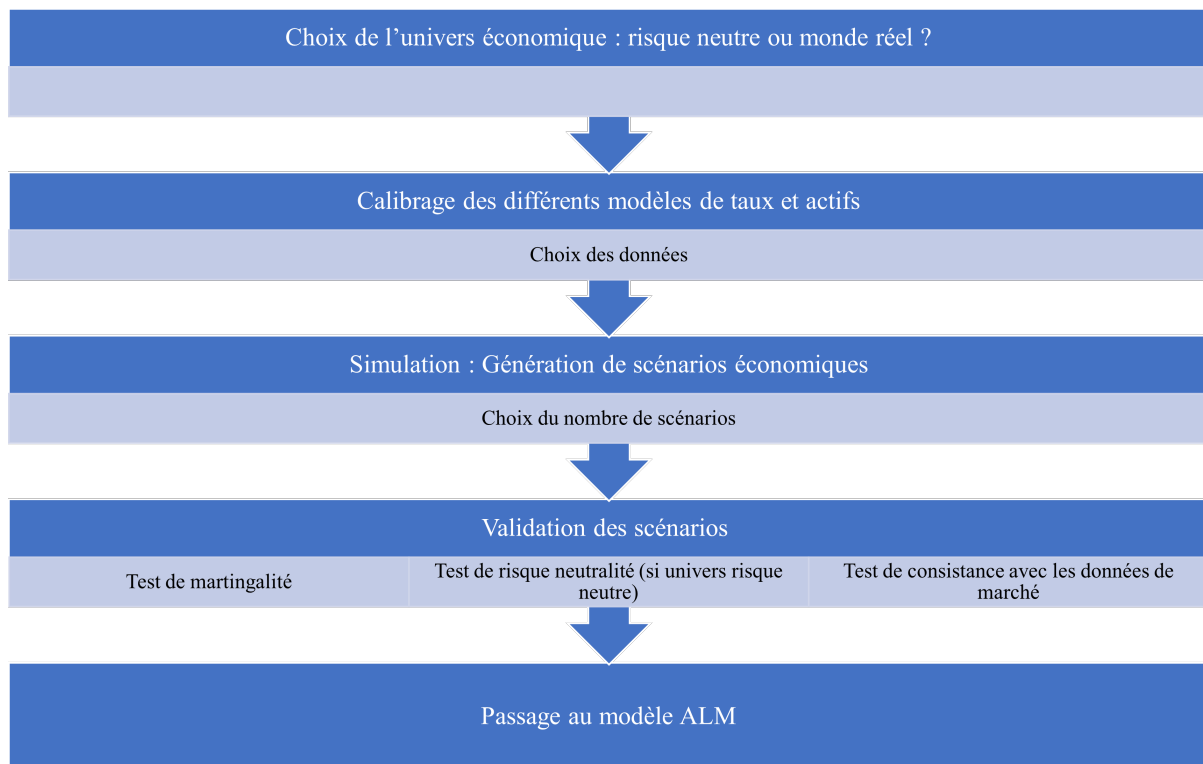 Choix de l’univers économique : risque neutre ou monde réel ?
Calibrage des différents modèles de taux et actifs
Choix des données
Simulation : Génération de scénarios économiques
Choix du nombre de scénarios
Validation des scénarios
Test de martingalité
Test de risque neutralité (si univers risque
neutre)
Test de consistance avec les données de
marché
Passage au modèle ALM